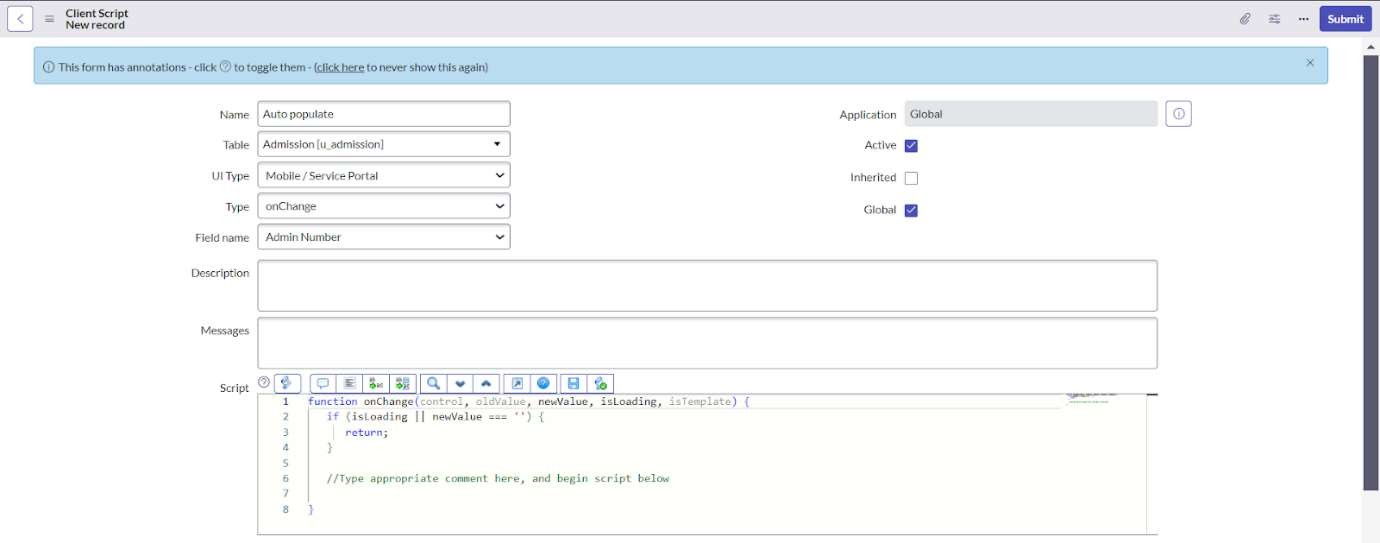 Client Script
New record
Submit
This form has annotations - click ? to toggle them - (click here to never show this again)
Name Auto populate
Application Global
Table Admission [u_admission]
Active
UI Type Mobile / Service Portal
Inherited
Type onChange
Global
Field name Admin Number
Description
Messages
Script
1 function onChange(control, oldValue, newValue, isLoading, isTemplate) {
2 if (isLoading || newValue === '') {
3 return;
4 }
5
6 //Type appropriate comment here, and begin script below
7
8 }